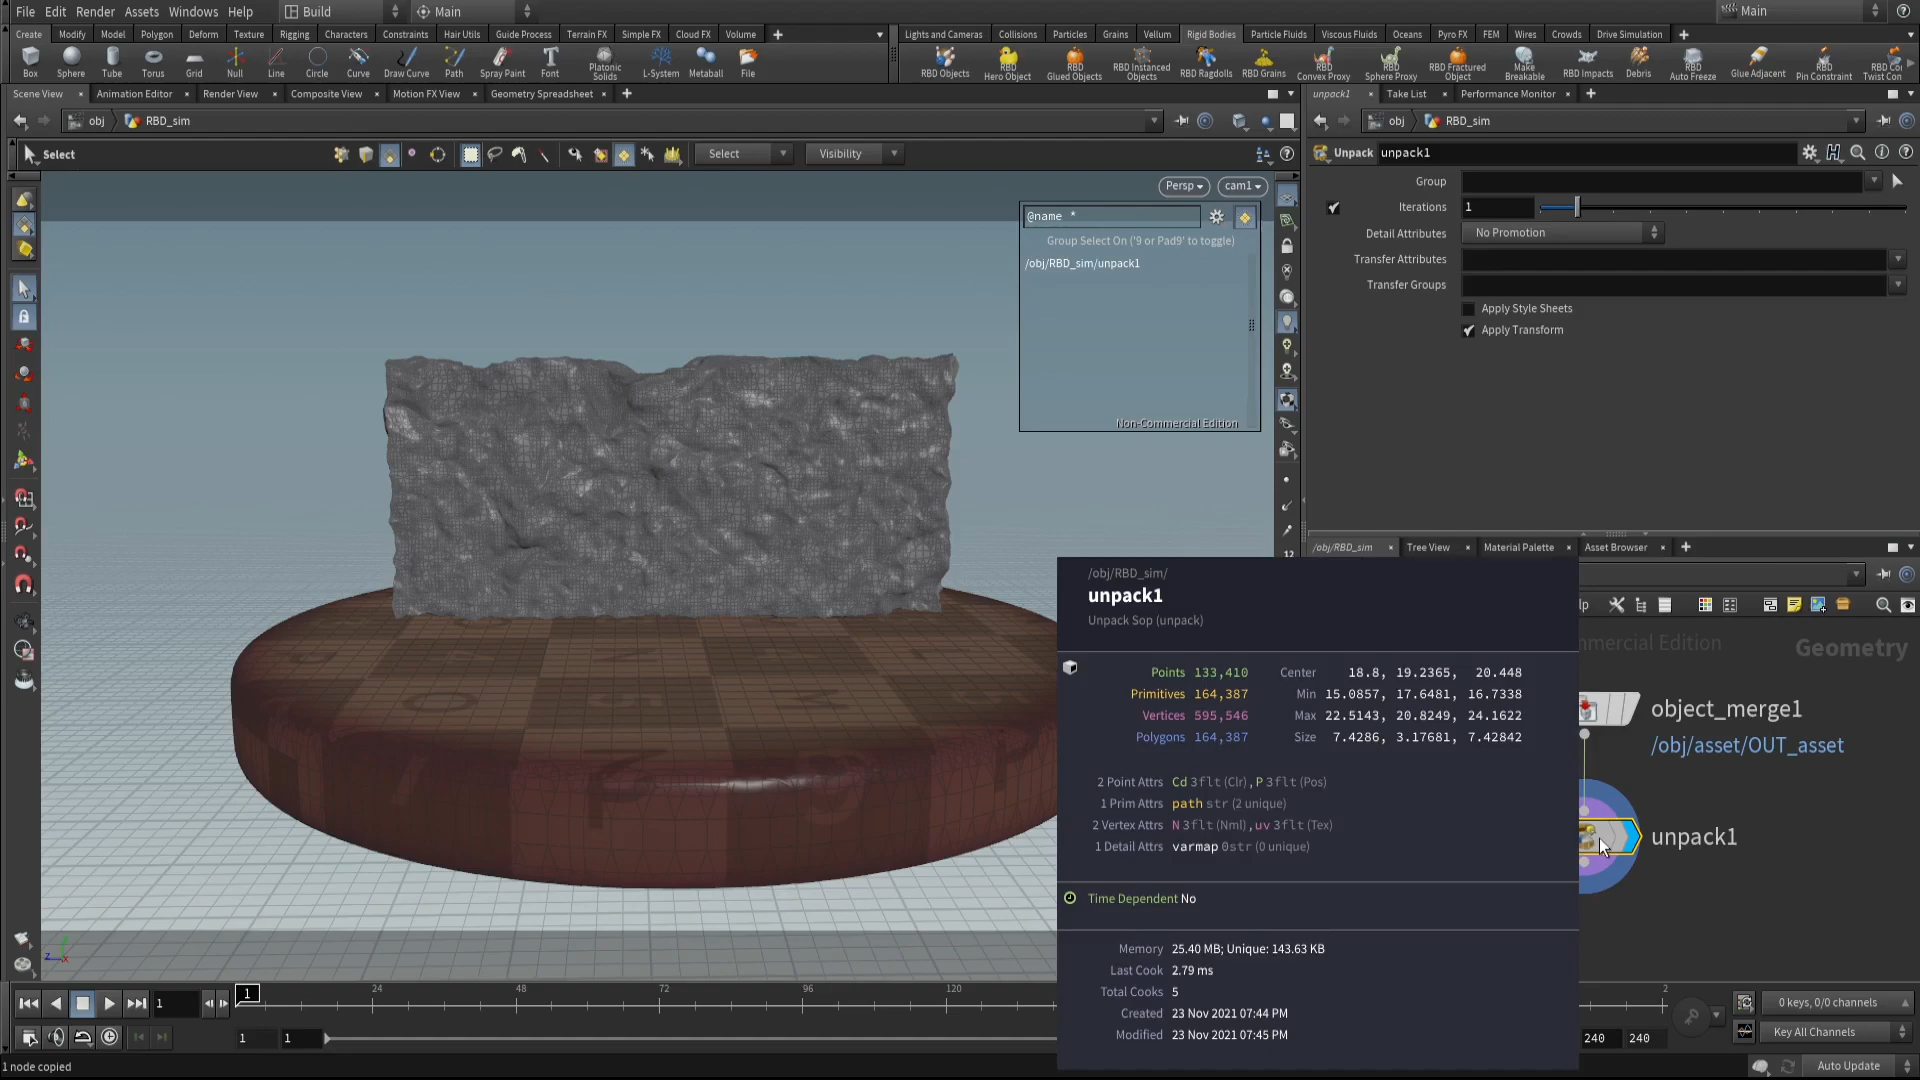 File Edit Render Assets Windows Help Build Main Main
Create Modify Model Polygon Deform Texture Rigging Characters Constraints Hair Utils Guide Process Terrain FX Simple FX Cloud FX Volume
Lights and Cameras Collisions Particles Grains Vellum Rigid Bodies Particle Fluids Viscous Fluids Oceans Pyro FX FEM Wires Crowds Drive Simulation
Box Sphere Tube Torus Grid Null Line Circle Curve Draw Curve Path Spray Paint Font Platonic Solids L-System Metaball File
RBD Objects RBD Hero Object RBD Glued Objects RBD Instanced Objects RBD Ragdolls RBD Grains RBD Convex Proxy RBD Sphere Proxy RBD Fractured Object Make Breakable RBD Impacts Debris RBD Auto Freeze Glue Adjacent RBD Pin Constraint
Scene View Animation Editor Render View Composite View Motion FX View Geometry Spreadsheet
unpack1 Take List Performance Monitor
obj RBD_sim
obj RBD_sim
Select Select Visibility
Unpack unpack1
Group
Iterations 1
Detail Attributes No Promotion
Transfer Attributes
Transfer Groups
Apply Style Sheets
Apply Transform
Persp cam1
@name *
Group Select On ('9 or Pad9' to toggle)
/obj/RBD_sim/unpack1
Non-Commercial Edition
12
/obj/RBD_sim Tree View Material Palette Asset Browser
lp
mmercial Edition Geometry
object_merge1
/obj/asset/OUT_asset
unpack1
/obj/RBD_sim/
unpack1
Unpack Sop (unpack)
Points 133,410 Center 18.8, 19.2365, 20.448
Primitives 164,387 Min 15.0857, 17.6481, 16.7338
Vertices 595,546 Max 22.5143, 20.8249, 24.1622
Polygons 164,387 Size 7.4286, 3.17681, 7.42842
2 Point Attrs Cd 3flt (Clr), P 3flt (Pos)
1 Prim Attrs path str (2 unique)
2 Vertex Attrs N 3flt (Nml), uv 3flt (Tex)
1 Detail Attrs varmap 0str (0 unique)
Time Dependent No
Memory 25.40 MB; Unique: 143.63 KB
Last Cook 2.79 ms
Total Cooks 5
Created 23 Nov 2021 07:44 PM
Modified 23 Nov 2021 07:45 PM
z x
1 1 24 48 72 96 120 2
0 keys, 0/0 channels
1 1 240 240 Key All Channels
1 node copied Auto Update